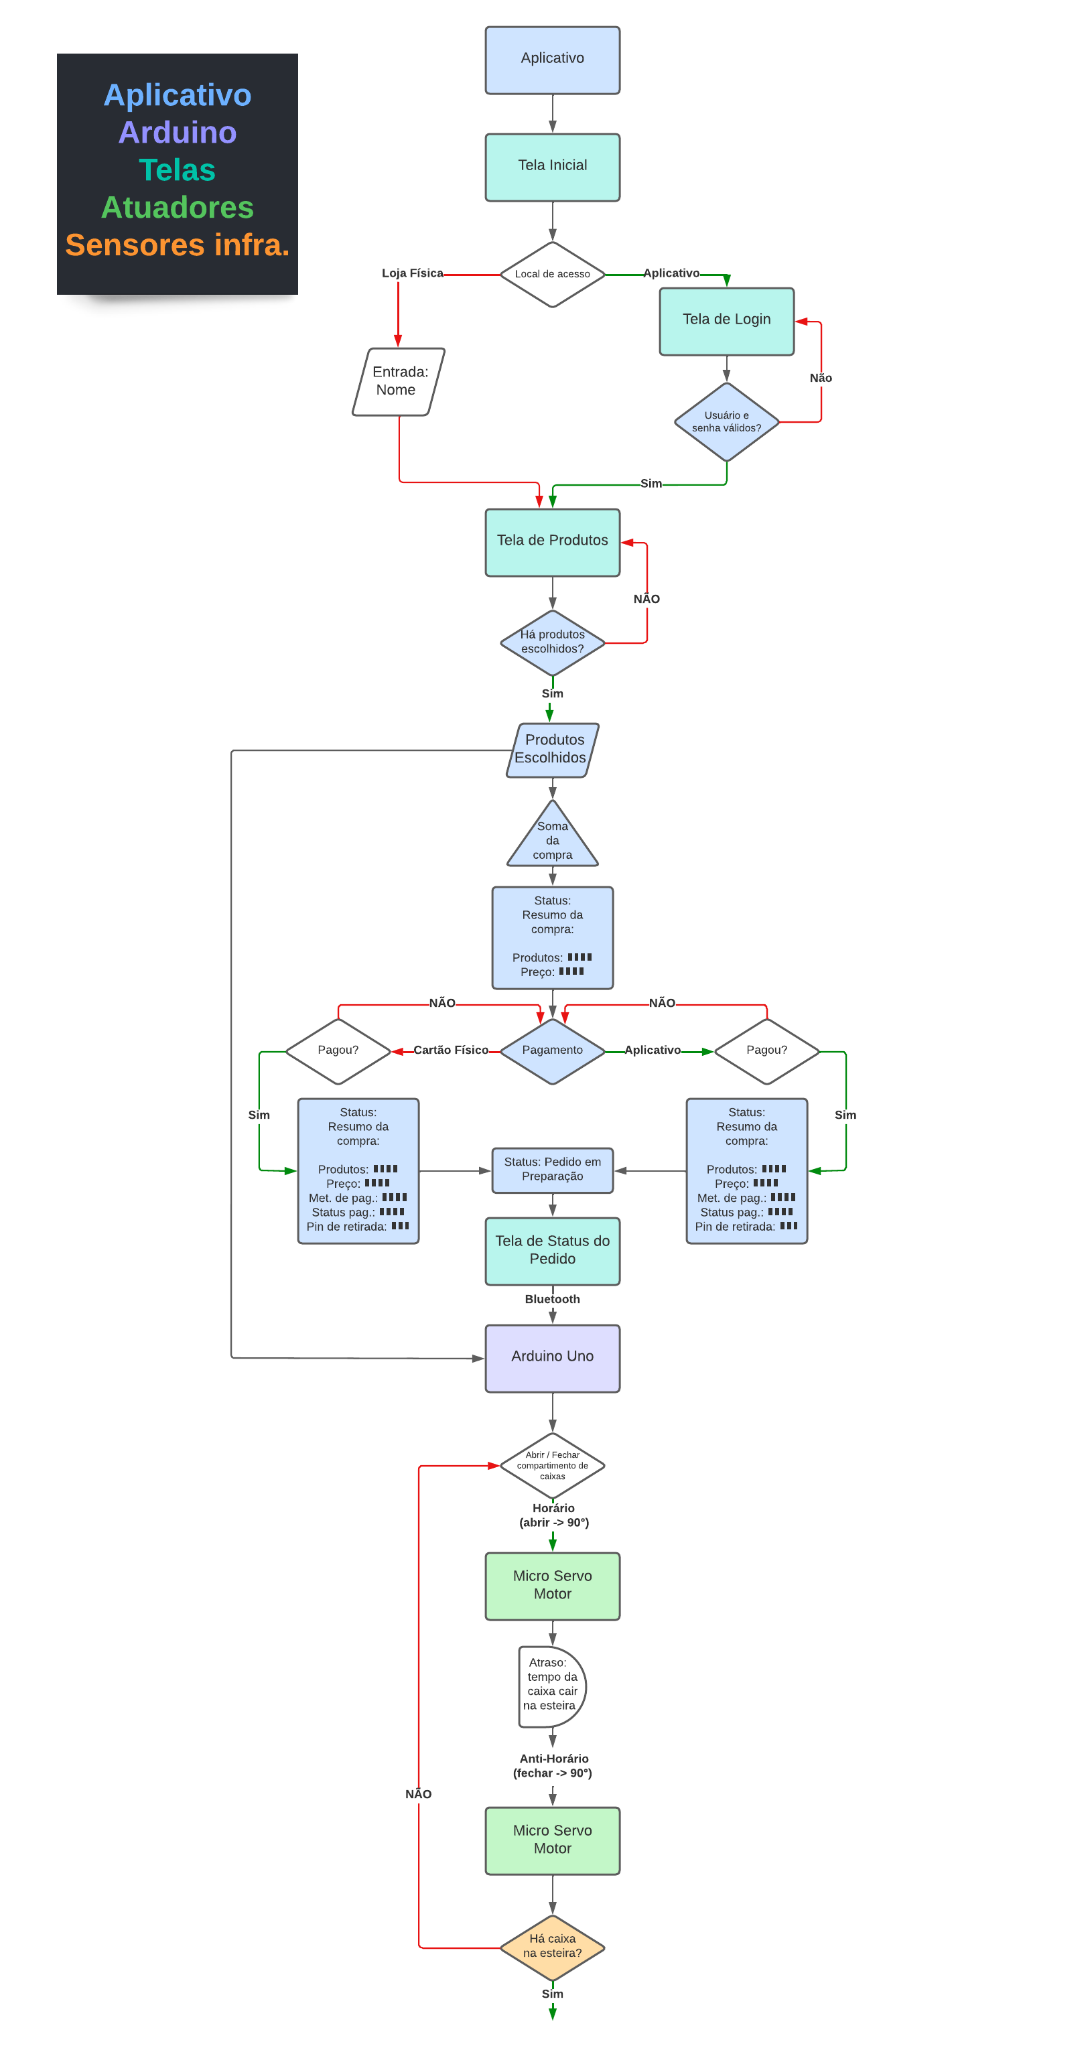 Aplicativo
Arduino
Telas
Atuadores
Sensores infra.
Aplicativo
Tela Inicial
Local de acesso
Loja Física
Aplicativo
Entrada:
Nome
Tela de Login
Não
Usuário e
senha válidos?
Sim
Tela de Produtos
NÃO
Há produtos
escolhidos?
Sim
Produtos
Escolhidos
Soma
da
compra
Status:
Resumo da
compra:
Produtos:
Preço:
NÃO
NÃO
Pagou?
Cartão Físico
Pagamento
Aplicativo
Pagou?
Sim
Sim
Status:
Resumo da
compra:
Produtos:
Preço:
Met. de pag.:
Status pag.:
Pin de retirada:
Status: Pedido em
Preparação
Status:
Resumo da
compra:
Produtos:
Preço:
Met. de pag.:
Status pag.:
Pin de retirada:
Tela de Status do
Pedido
Bluetooth
Arduino Uno
Abrir / Fechar
compartimento de
caixas
Horário
(abrir -> 90°)
Micro Servo
Motor
Atraso:
tempo da
caixa cair
na esteira
Anti-Horário
(fechar -> 90°)
NÃO
Micro Servo
Motor
Há caixa
na esteira?
Sim